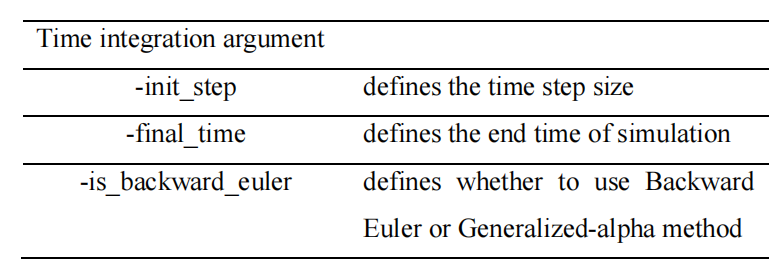 Time integration argument
-init_step defines the time step size
-final_time defines the end time of simulation
-is_backward_euler defines whether to use Backward
Euler or Generalized-alpha method